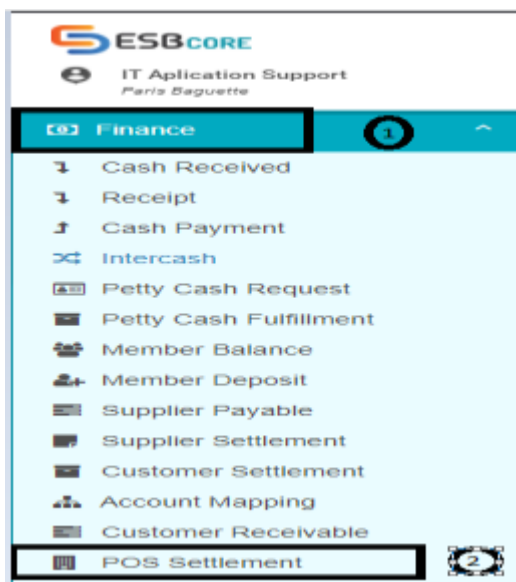 ESBCORE
IT Aplication Support
Paris Baguette
Finance
1
Cash Received
Receipt
Cash Payment
Intercash
Petty Cash Request
Petty Cash Fulfillment
Member Balance
Member Deposit
Supplier Payable
Supplier Settlement
Customer Settlement
Account Mapping
Customer Receivable
POS Settlement
2